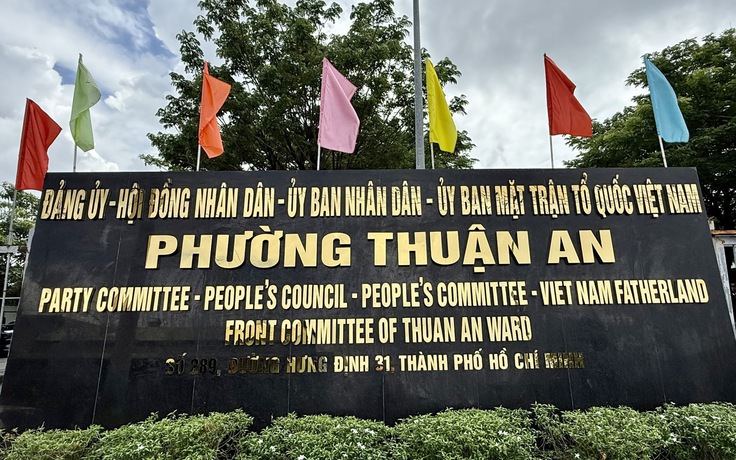 ĐẢNG ỦY - HỘI ĐỒNG NHÂN DÂN - ỦY BAN NHÂN DÂN - ỦY BAN MẶT TRẬN TỔ QUỐC VIỆT NAM
PHƯỜNG THUẬN AN
PARTY COMMITTEE - PEOPLE'S COUNCIL - PEOPLE'S COMMITTEE - VIET NAM FATHERLAND
FRONT COMMITTEE OF THUAN AN WARD
SỐ 289, ĐƯỜNG HƯNG ĐỊNH 31, THÀNH PHỐ HỒ CHÍ MINH